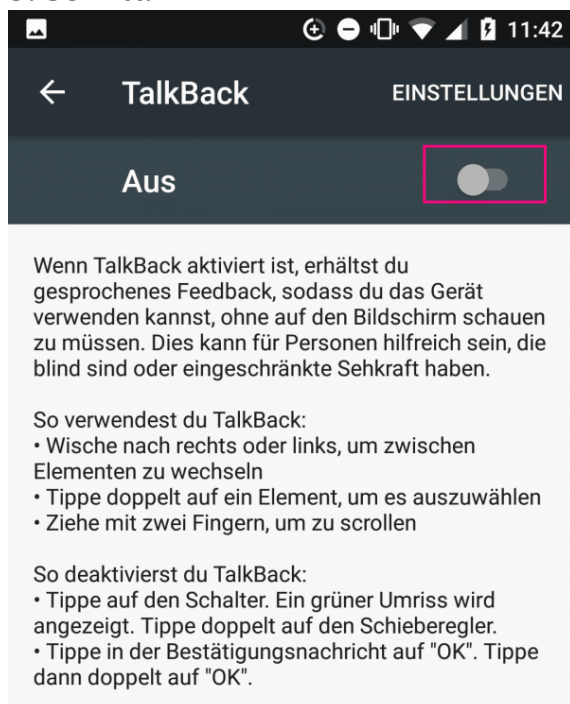 11:42
TalkBack
EINSTELLUNGEN
Aus
Wenn TalkBack aktiviert ist, erhältst du
gesprochenes Feedback, sodass du das Gerät
verwenden kannst, ohne auf den Bildschirm schauen
zu müssen. Dies kann für Personen hilfreich sein, die
blind sind oder eingeschränkte Sehkraft haben.
So verwendest du TalkBack:
• Wische nach rechts oder links, um zwischen
Elementen zu wechseln
• Tippe doppelt auf ein Element, um es auszuwählen
• Ziehe mit zwei Fingern, um zu scrollen
So deaktivierst du TalkBack:
• Tippe auf den Schalter. Ein grüner Umriss wird
angezeigt. Tippe doppelt auf den Schieberegler.
• Tippe in der Bestätigungsnachricht auf "OK". Tippe
dann doppelt auf "OK".